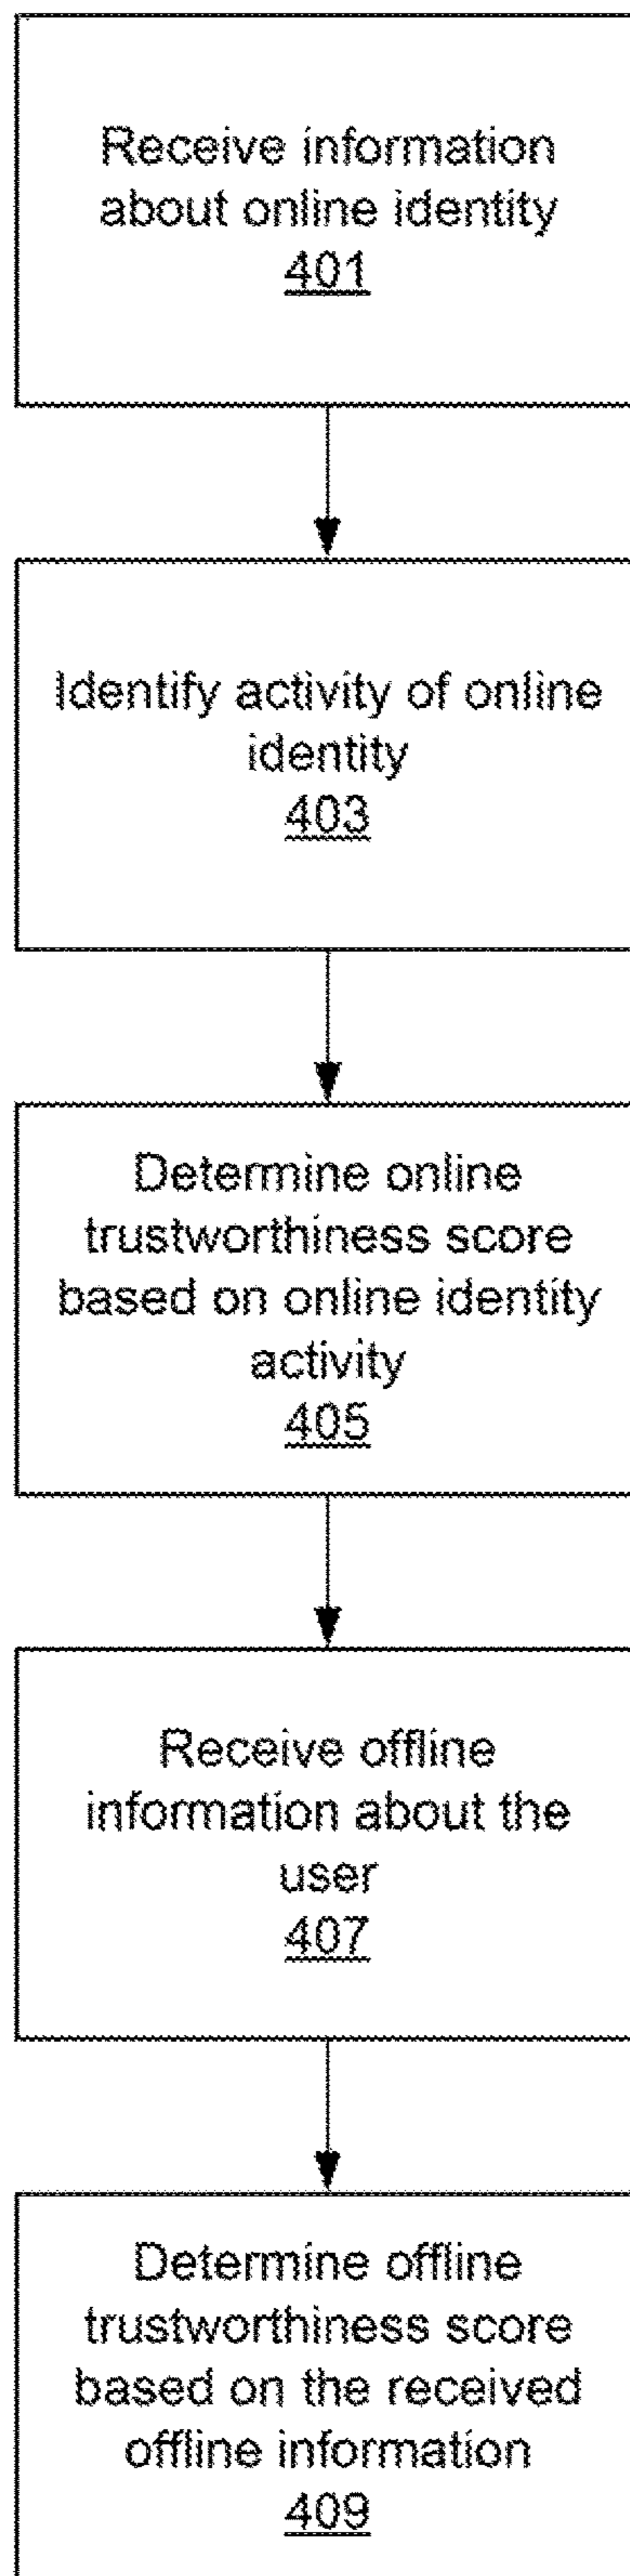 Receive information
about online identity
401
Identify activity of online
identity
403
Determine online
trustworthiness score
based on online identity
activity
405
Receive offline
information about the
user
407
Determine offline
trustworthiness score
based on the received
offline information
409